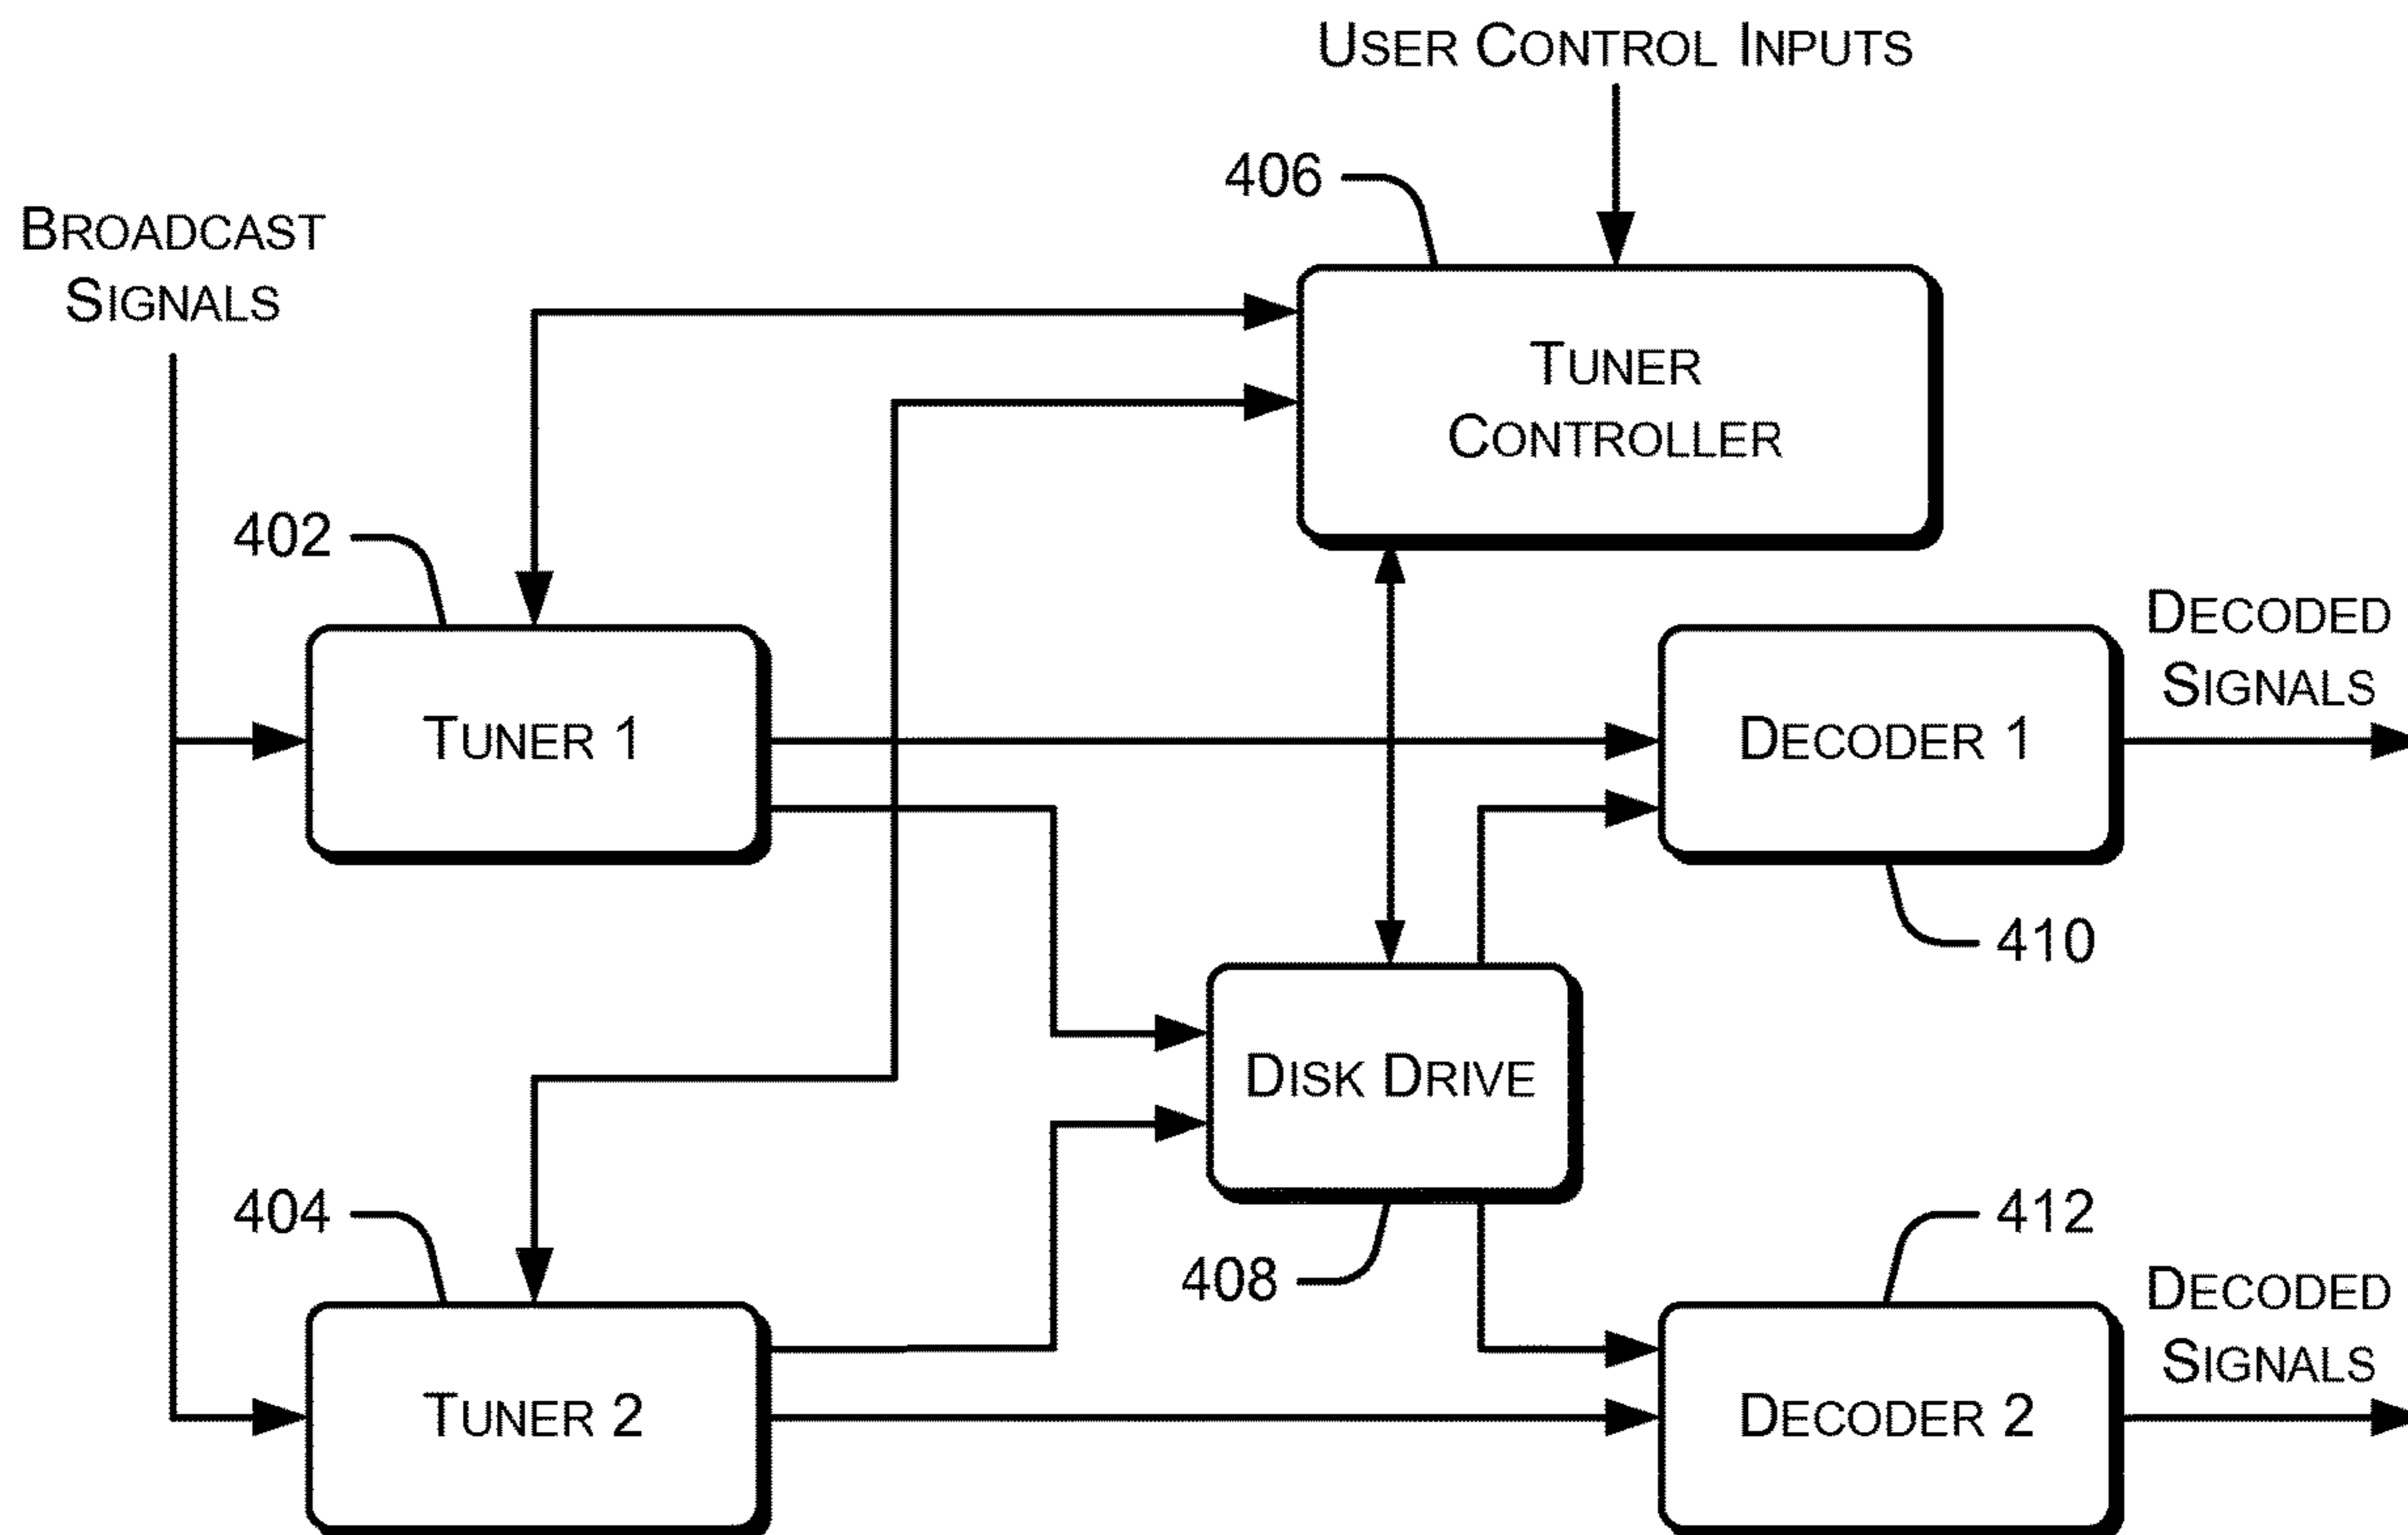 USER CONTROL INPUTS
406
BROADCAST
SIGNALS
TUNER
CONTROLLER
402
DECODED
SIGNALS
TUNER 1
DECODER 1
410
DISK DRIVE
404
412
408
DECODED
SIGNALS
TUNER 2
DECODER 2